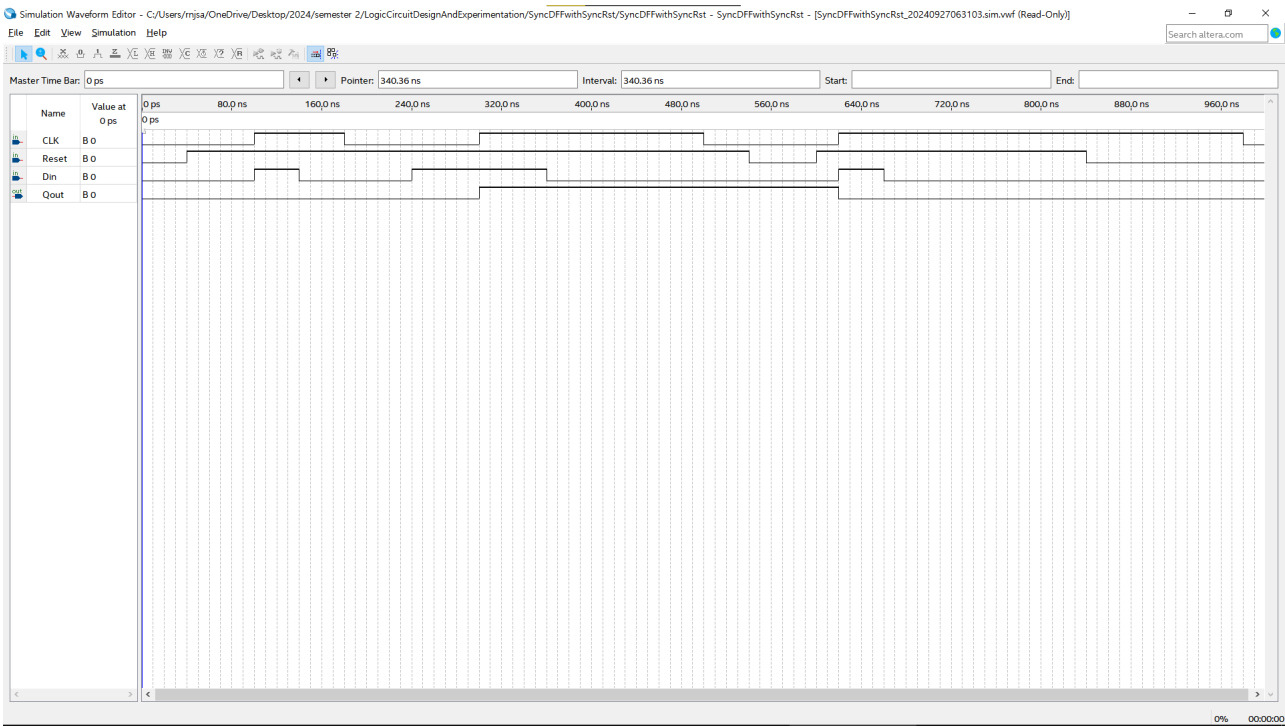 Simulation Waveform Editor - C:/Users/rnjsa/OneDrive/Desktop/2024/semester 2/LogicCircuitDesignAndExperimentation/SyncDFFwithSyncRst/SyncDFFwithSyncRst - SyncDFFwithSyncRst - [SyncDFFwithSyncRst_20240927063103.sim.vwf (Read-Only)]
File Edit View Simulation Help
Search altera.com
Master Time Bar: 0 ps Pointer: 340.36 ns Interval: 340.36 ns Start: End:
Name Value at 0 ps
0 ps 80.0 ns 160.0 ns 240.0 ns 320.0 ns 400.0 ns 480.0 ns 560.0 ns 640.0 ns 720.0 ns 800.0 ns 880.0 ns 960.0 ns
0 ps
in CLK B 0
in Reset B 0
in Din B 0
out Qout B 0
0% 00:00:00